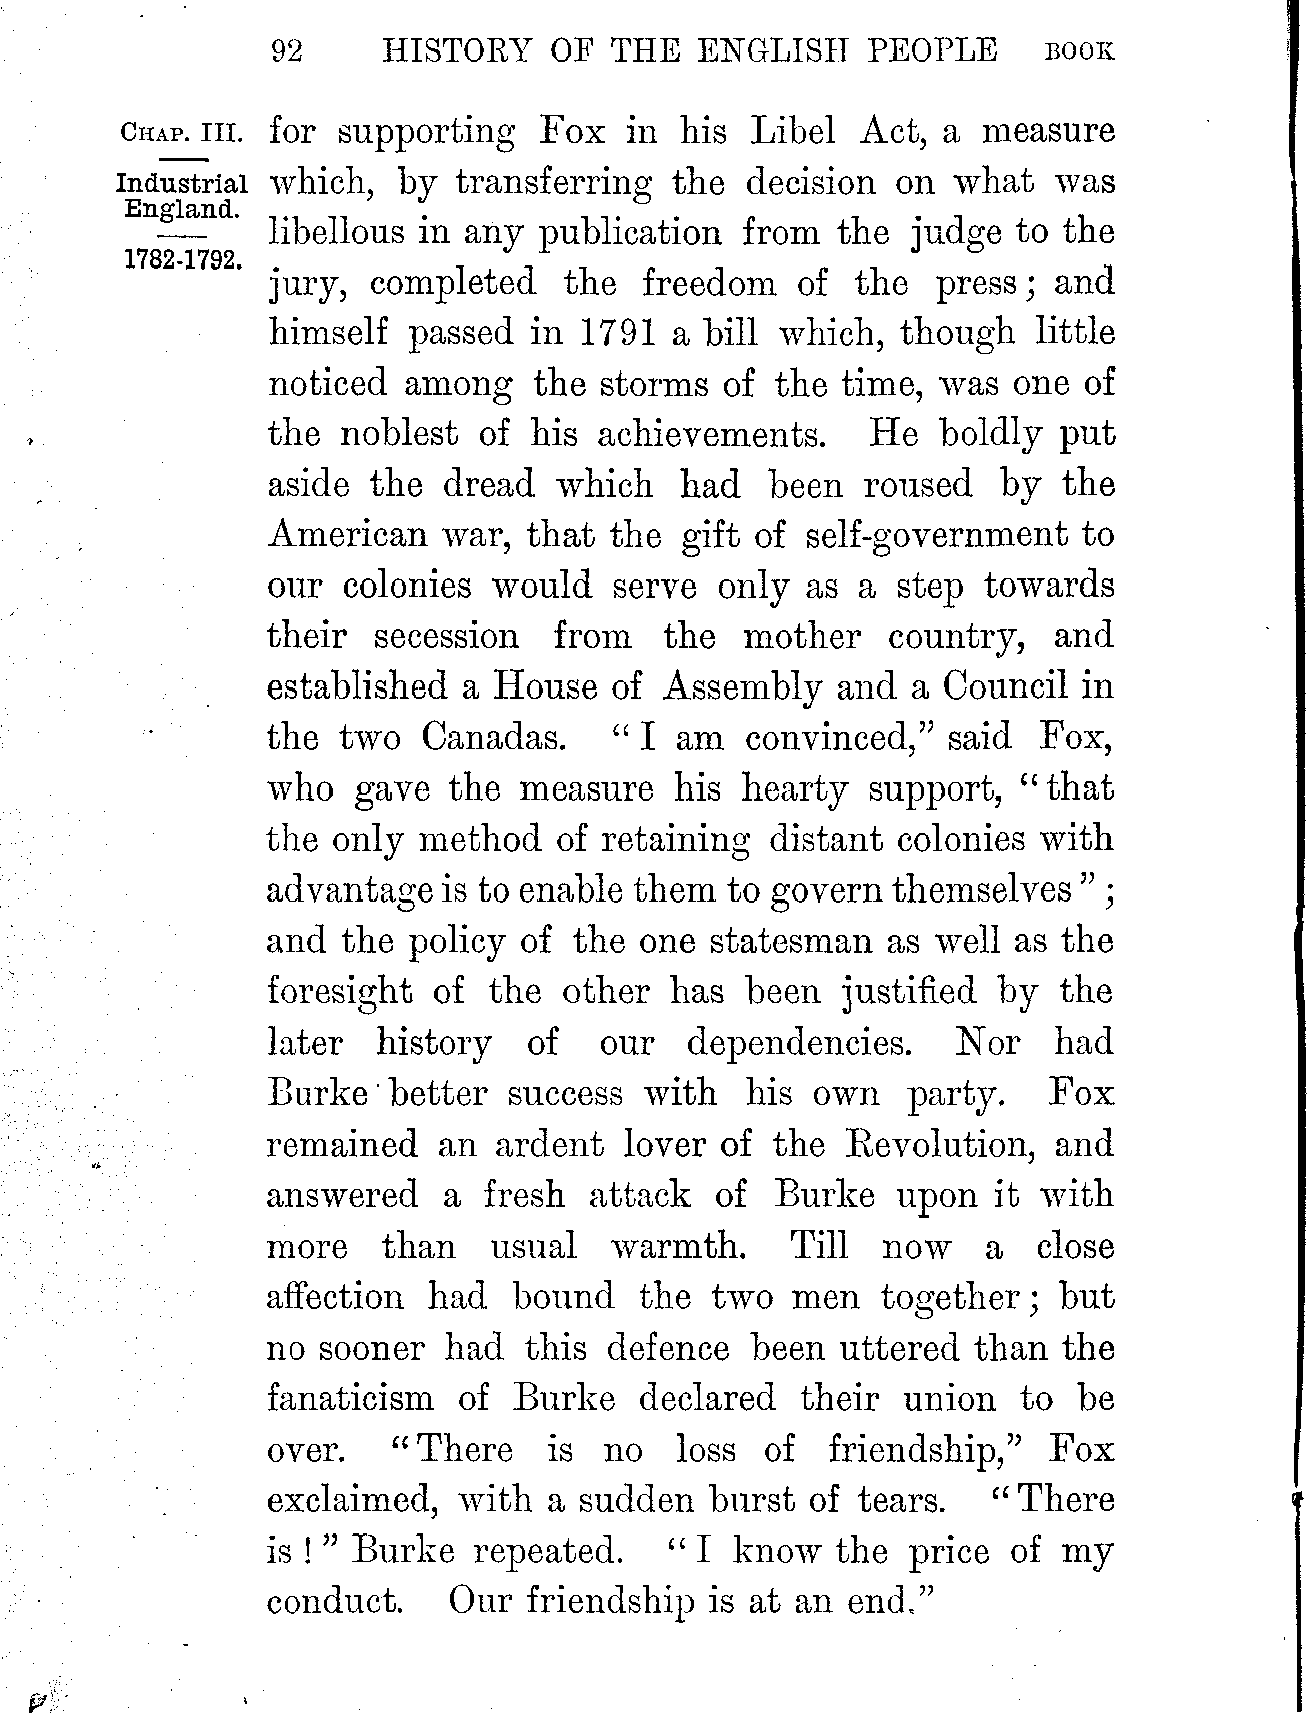 92 HISTORY OF THE ENGLISH PEOPLE BOOK
CHAP. III.
Industrial
England.
1782-1792.
for supporting Fox in his Libel Act, a measure
which, by transferring the decision on what was
libellous in any publication from the judge to the
jury, completed the freedom of the press; and
himself passed in 1791 a bill which, though little
noticed among the storms of the time, was one of
the noblest of his achievements. He boldly put
aside the dread which had been roused by the
American war, that the gift of self-government to
our colonies would serve only as a step towards
their secession from the mother country, and
established a House of Assembly and a Council in
the two Canadas. "I am convinced," said Fox,
who gave the measure his hearty support, "that
the only method of retaining distant colonies with
advantage is to enable them to govern themselves";
and the policy of the one statesman as well as the
foresight of the other has been justified by the
later history of our dependencies. Nor had
Burke better success with his own party. Fox
remained an ardent lover of the Revolution, and
answered a fresh attack of Burke upon it with
more than usual warmth. Till now a close
affection had bound the two men together; but
no sooner had this defence been uttered than the
fanaticism of Burke declared their union to be
over. "There is no loss of friendship," Fox
exclaimed, with a sudden burst of tears. "There
is!" Burke repeated. "I know the price of my
conduct. Our friendship is at an end."